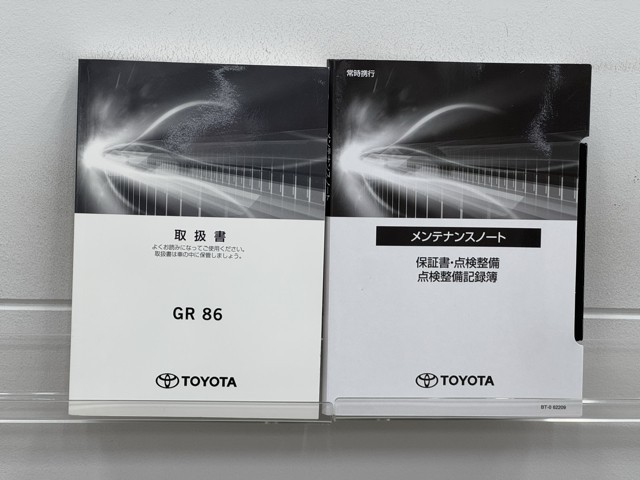 取扱書
よくお読みになってご使用ください。
取扱書は車の中に保管しましょう。
GR 86
TOYOTA
常時携行
メンテナンスノート
保証書・点検整備
点検整備記録簿
TOYOTA